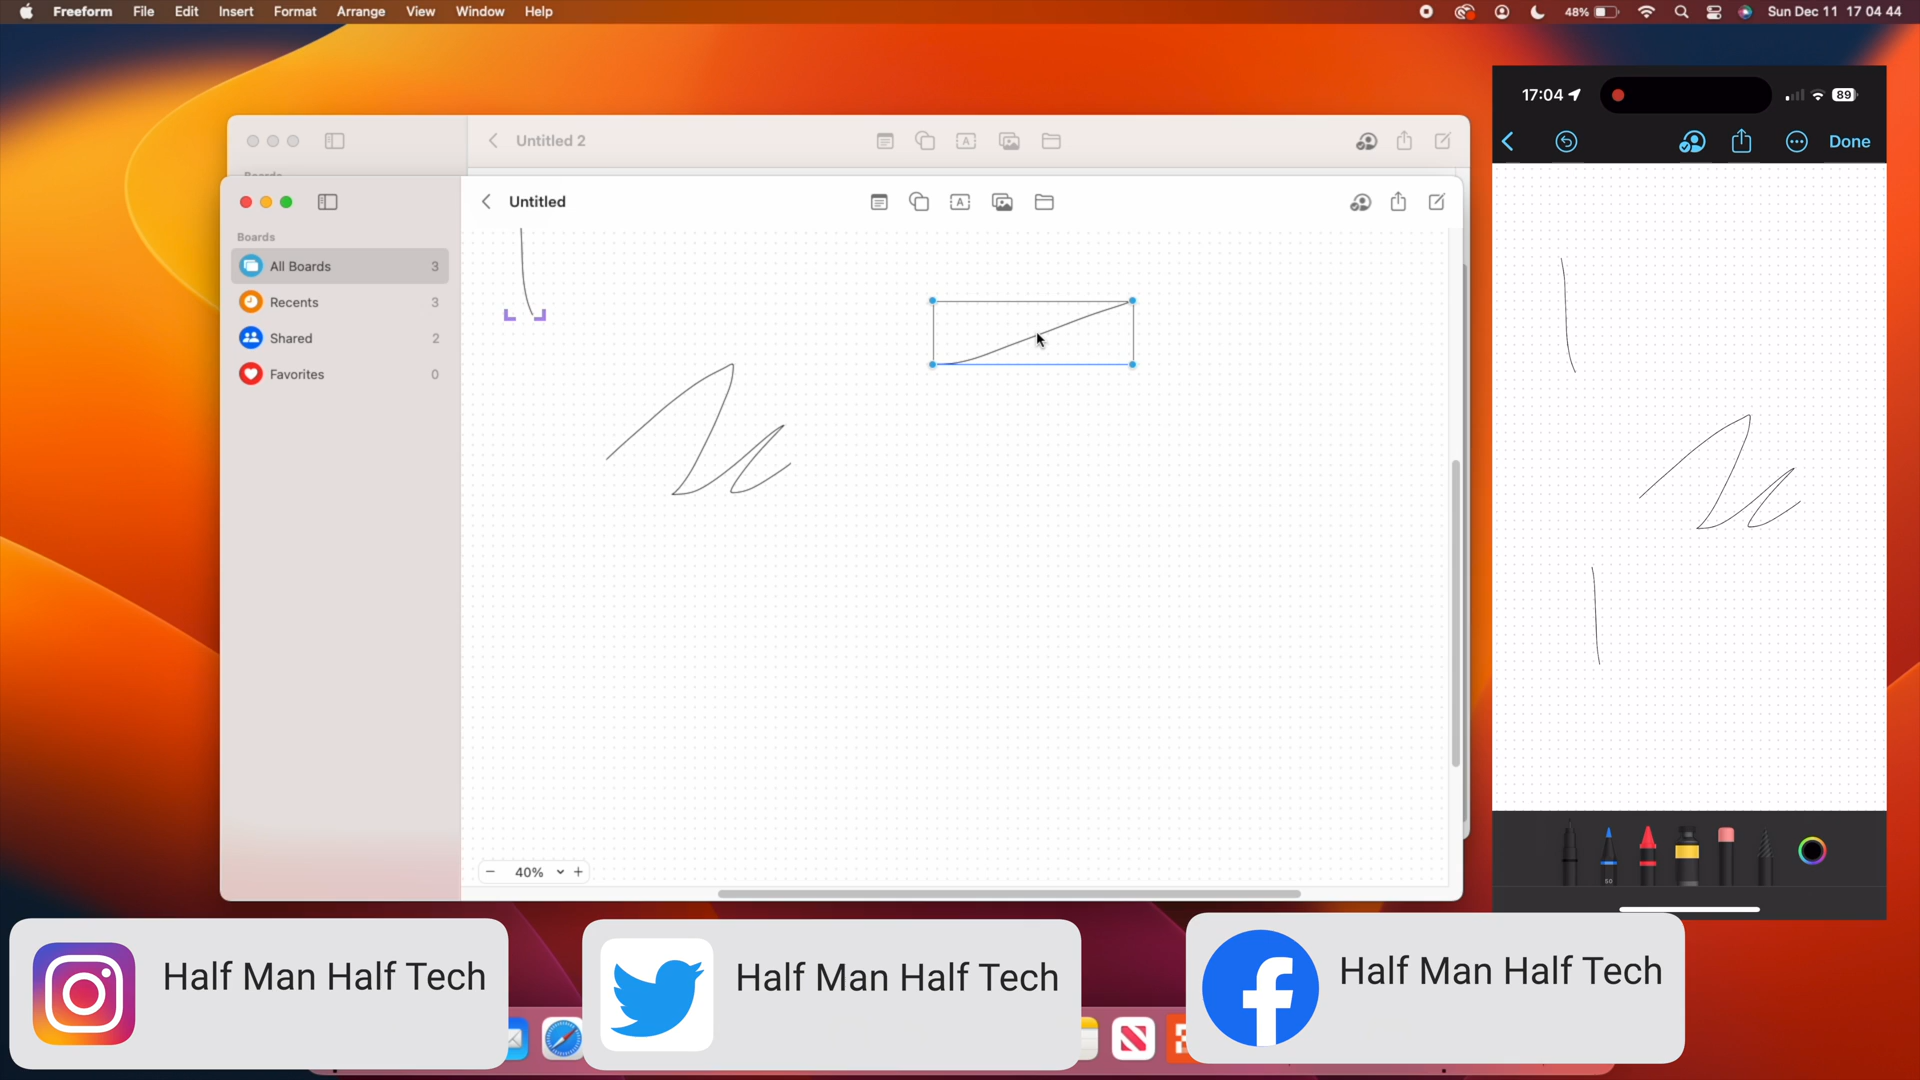 Freeform File Edit Insert Format Arrange View Window Help 48% Sun Dec 11 17 04 44
17:04 89
Untitled 2
Done
Untitled
A
A
Boards
Boards
All Boards 3
Recents 3
Shared 2
Favorites 0
40%
50
Half Man Half Tech
Half Man Half Tech
Half Man Half Tech